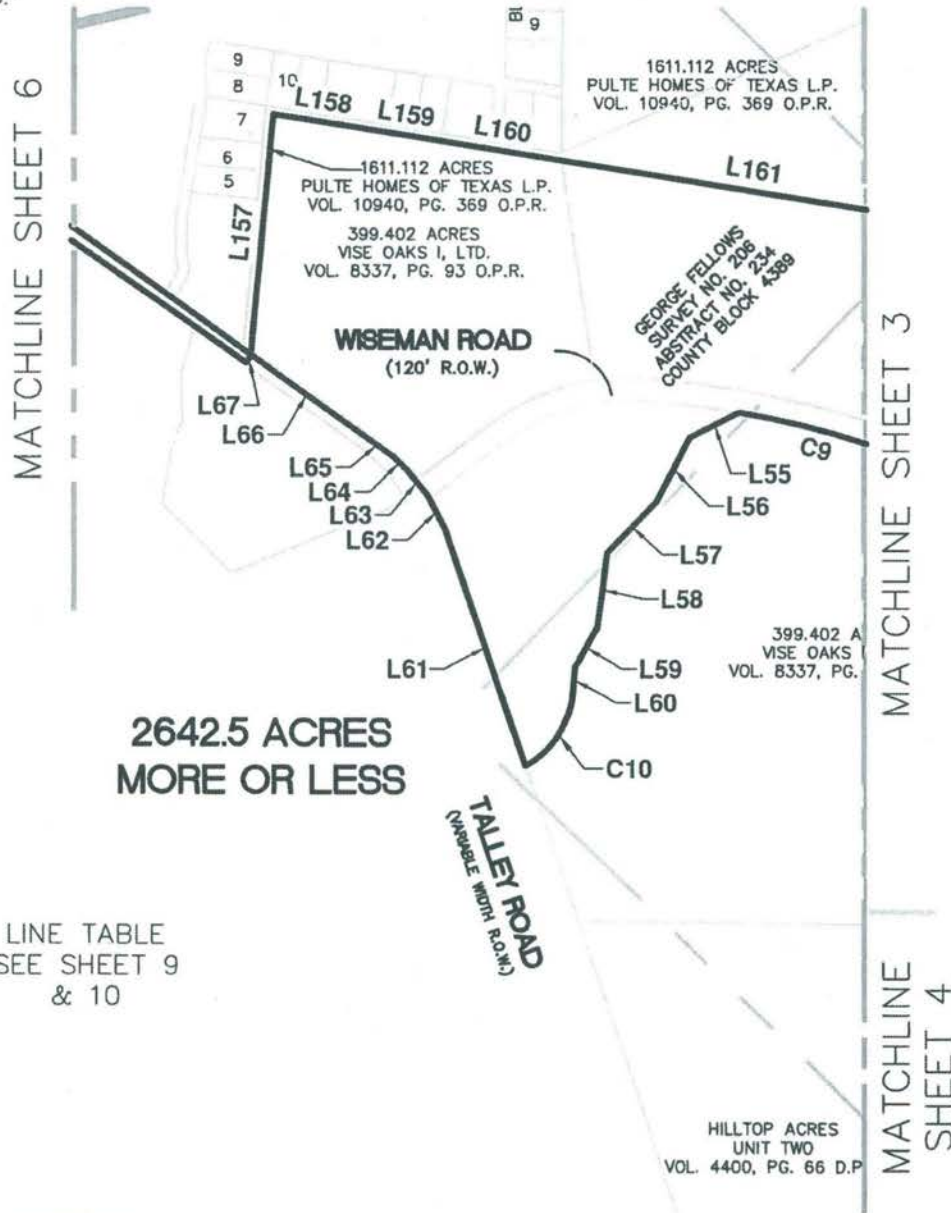 MATCHLINE SHEET 6
9
8
7
6
5
10
9
L158
L159
L160
L161
1611.112 ACRES
PULTE HOMES OF TEXAS L.P.
VOL. 10940, PG. 369 O.P.R.
1611.112 ACRES
PULTE HOMES OF TEXAS L.P.
VOL. 10940, PG. 369 O.P.R.
399.402 ACRES
VISE OAKS I, LTD.
VOL. 8337, PG. 93 O.P.R.
L157
GEORGE FELLOWS
SURVEY NO. 206
ABSTRACT NO. 234
COUNTY BLOCK 4389
WISEMAN ROAD
(120' R.O.W.)
MATCHLINE SHEET 3
L67
L66
L65
L64
L63
L62
L61
C9
L55
L56
L57
L58
L59
L60
C10
399.402 A
VISE OAKS
VOL. 8337, PG.
2642.5 ACRES
MORE OR LESS
TALLEY ROAD
(VARIABLE WIDTH R.O.W.)
LINE TABLE
SEE SHEET 9
& 10
MATCHLINE
SHEET 4
HILLTOP ACRES
UNIT TWO
VOL. 4400, PG. 66 D.P